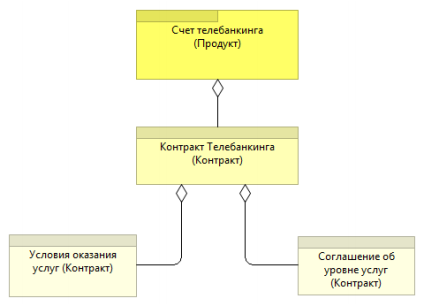 Счет телебанкинга
(Продукт)
Контракт Телебанкинга
(Контракт)
Условия оказания
услуг (Контракт)
Соглашение об
уровне услуг
(Контракт)